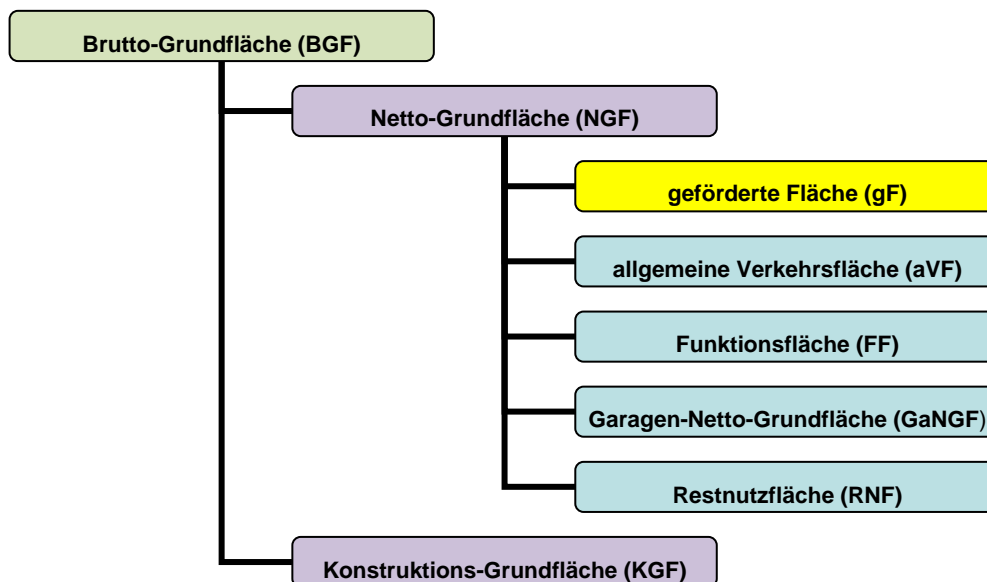 Brutto-Grundfläche (BGF)
Netto-Grundfläche (NGF)
geförderte Fläche (gF)
allgemeine Verkehrsfläche (aVF)
Funktionsfläche (FF)
Garagen-Netto-Grundfläche (GaNGF)
Restnutzfläche (RNF)
Konstruktions-Grundfläche (KGF)